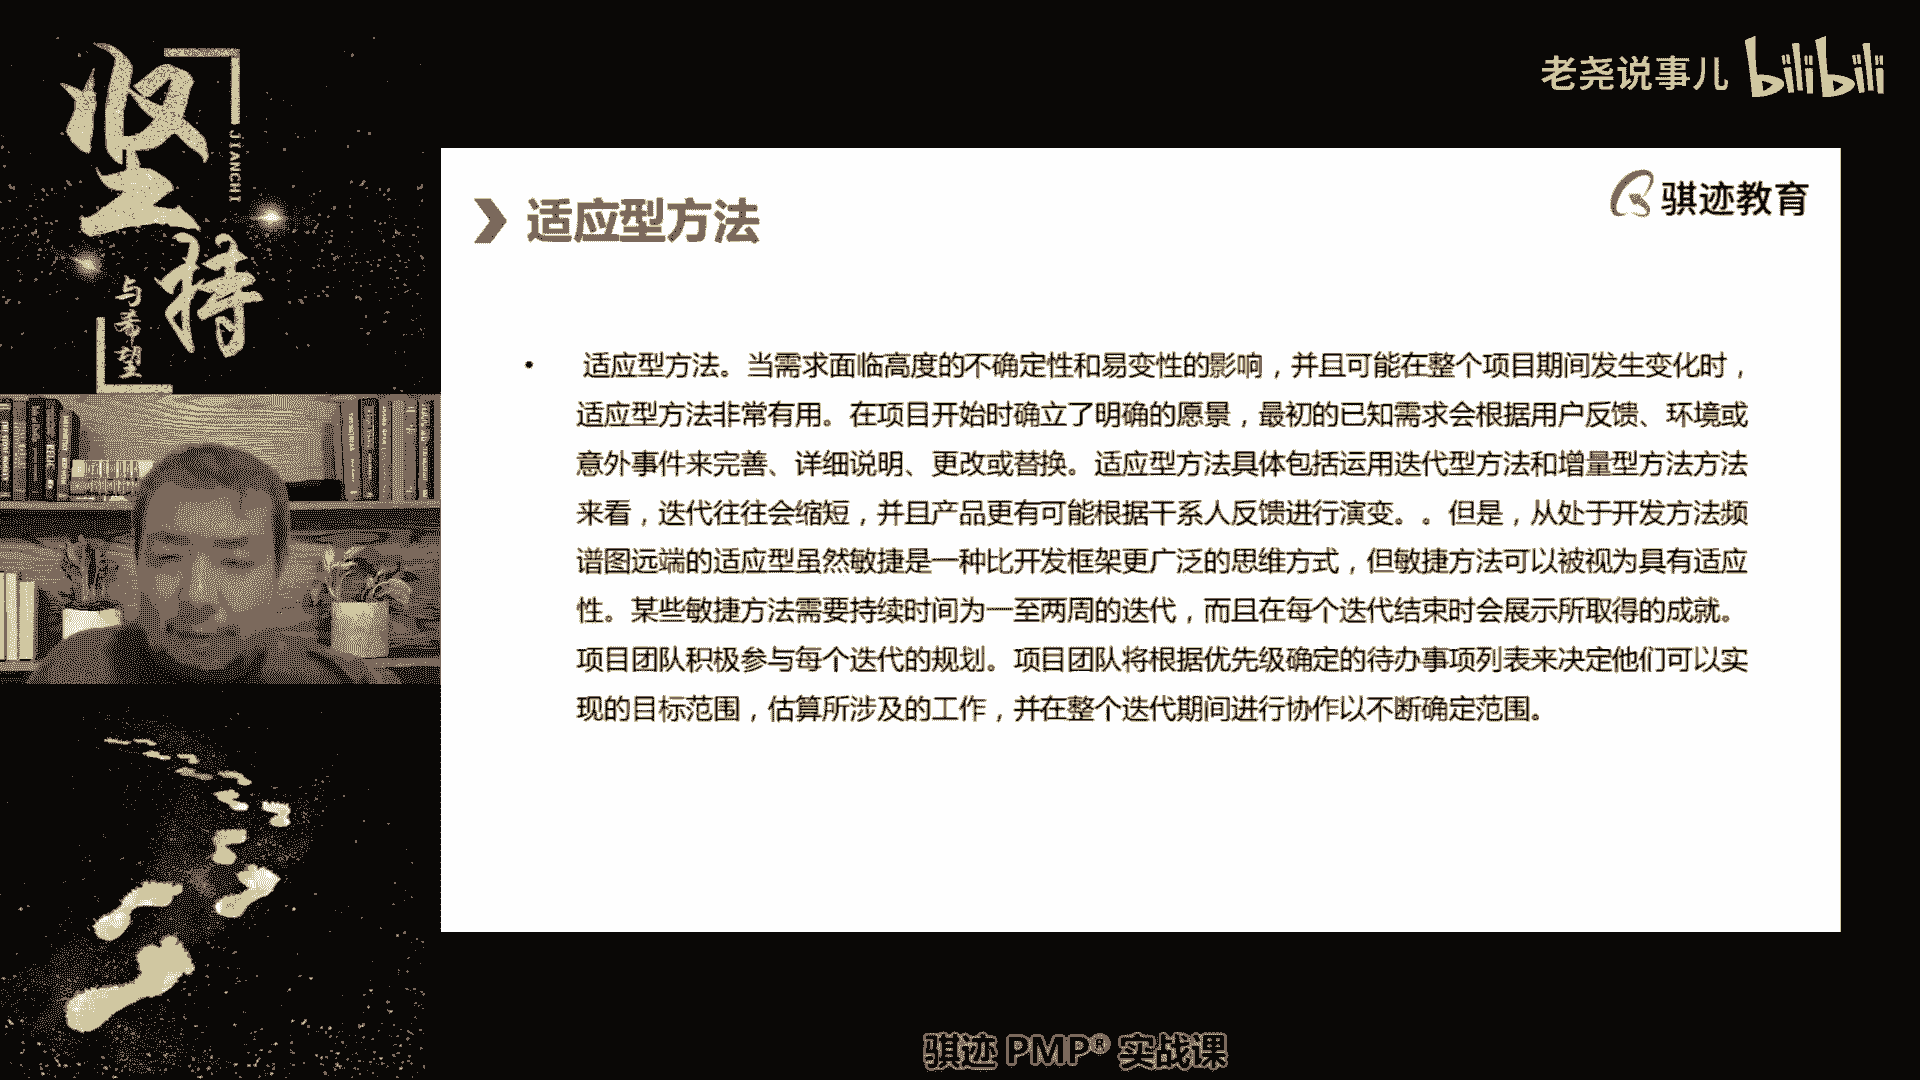 坚持
JIANCHI
与希望
老尧说事儿 bilibili
骐迹教育
适应型方法
• 适应型方法。当需求面临高度的不确定性和易变性的影响，并且可能在整个项目期间发生变化时，
适应型方法非常有用。在项目开始时确立了明确的愿景，最初的已知需求会根据用户反馈、环境或
意外事件来完善、详细说明、更改或替换。适应型方法具体包括运用迭代型方法和增量型方法方法
来看，迭代往往会缩短，并且产品更有可能根据干系人反馈进行演变。。但是，从处于开发方法频
谱图远端的适应型虽然敏捷是一种比开发框架更广泛的思维方式，但敏捷方法可以被视为具有适应
性。某些敏捷方法需要持续时间为一至两周的迭代，而且在每个迭代结束时会展示所取得的成就。
项目团队积极参与每个迭代的规划。项目团队将根据优先级确定的待办事项列表来决定他们可以实
现的目标范围，估算所涉及的工作，并在整个迭代期间进行协作以不断确定范围。
骐迹 PMP® 实战课